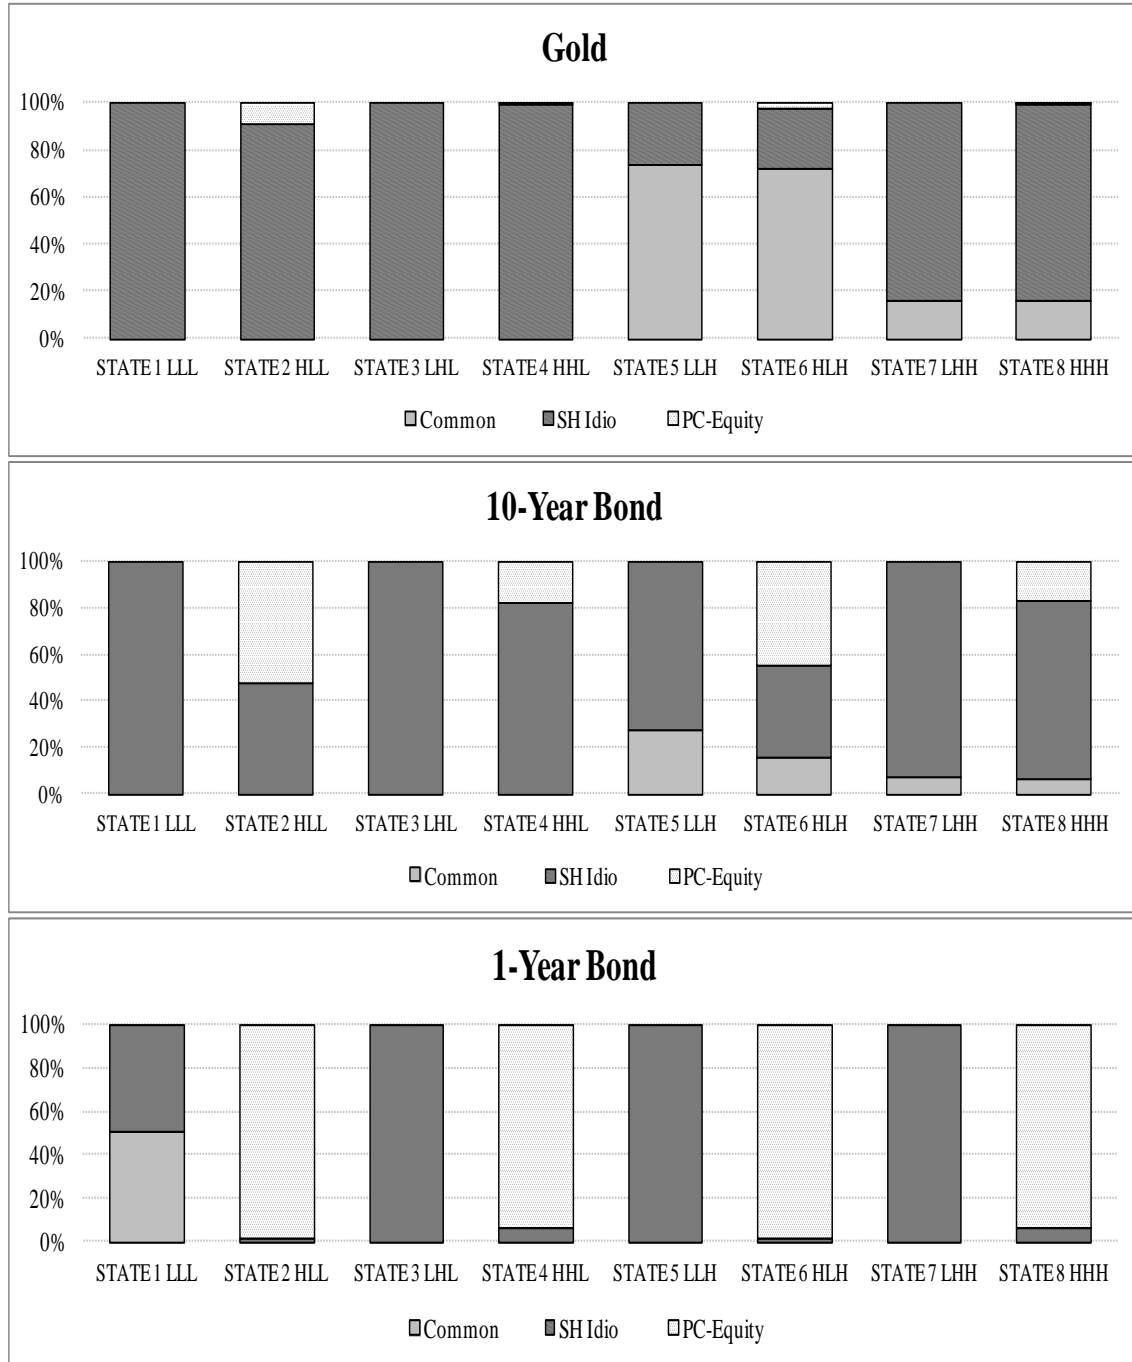 Gold
100%
80%
60%
40%
20%
0%
STATE 1 LLL STATE 2 HLL STATE 3 LHL STATE 4 HHL STATE 5 LLH STATE 6 HLH STATE 7 LHH STATE 8 HHH
Common SH Idio PC-Equity
10-Year Bond
100%
80%
60%
40%
20%
0%
STATE 1 LLL STATE 2 HLL STATE 3 LHL STATE 4 HHL STATE 5 LLH STATE 6 HLH STATE 7 LHH STATE 8 HHH
Common SH Idio PC-Equity
1-Year Bond
100%
80%
60%
40%
20%
0%
STATE 1 LLL STATE 2 HLL STATE 3 LHL STATE 4 HHL STATE 5 LLH STATE 6 HLH STATE 7 LHH STATE 8 HHH
Common SH Idio PC-Equity